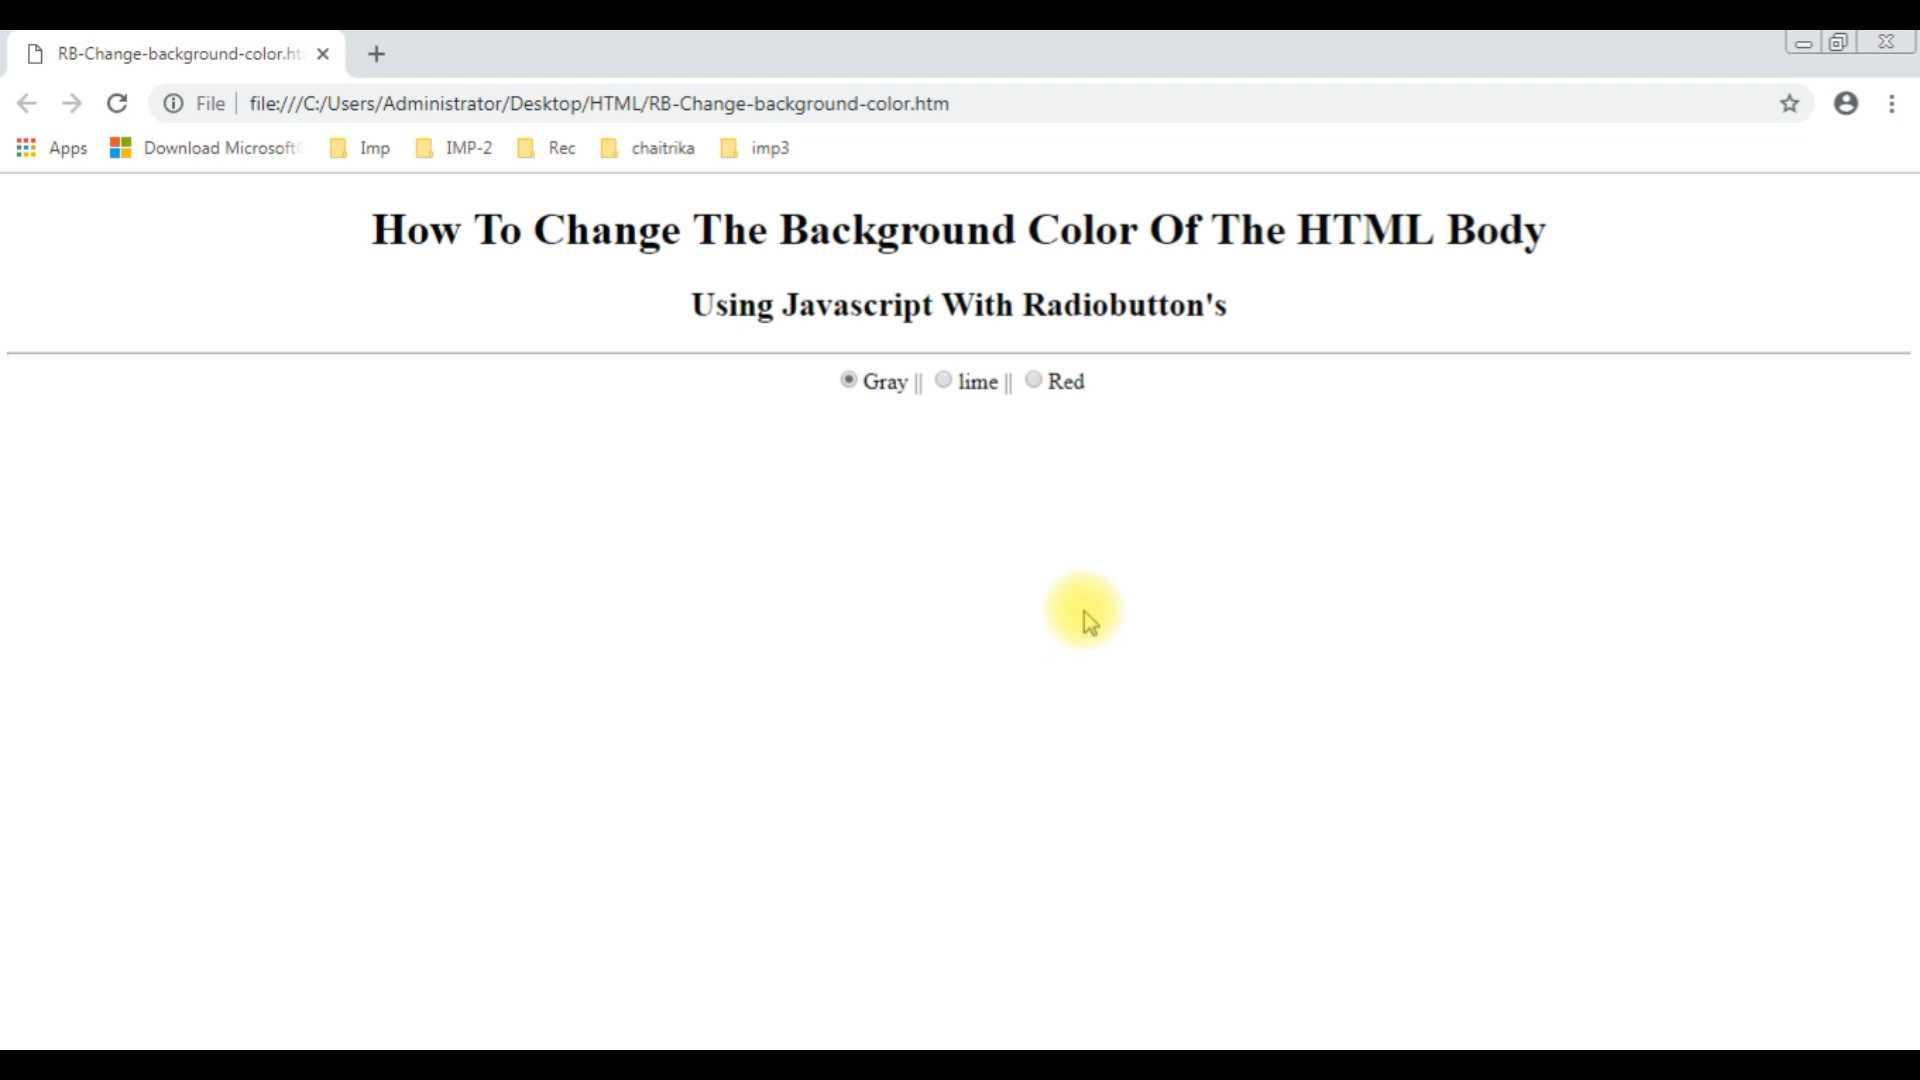 RB-Change-background-color.ht
File file:///C:/Users/Administrator/Desktop/HTML/RB-Change-background-color.htm
Apps Download Microsoft Imp IMP-2 Rec chaitrika imp3
How To Change The Background Color Of The HTML Body
Using Javascript With Radiobutton's
Gray || lime || Red